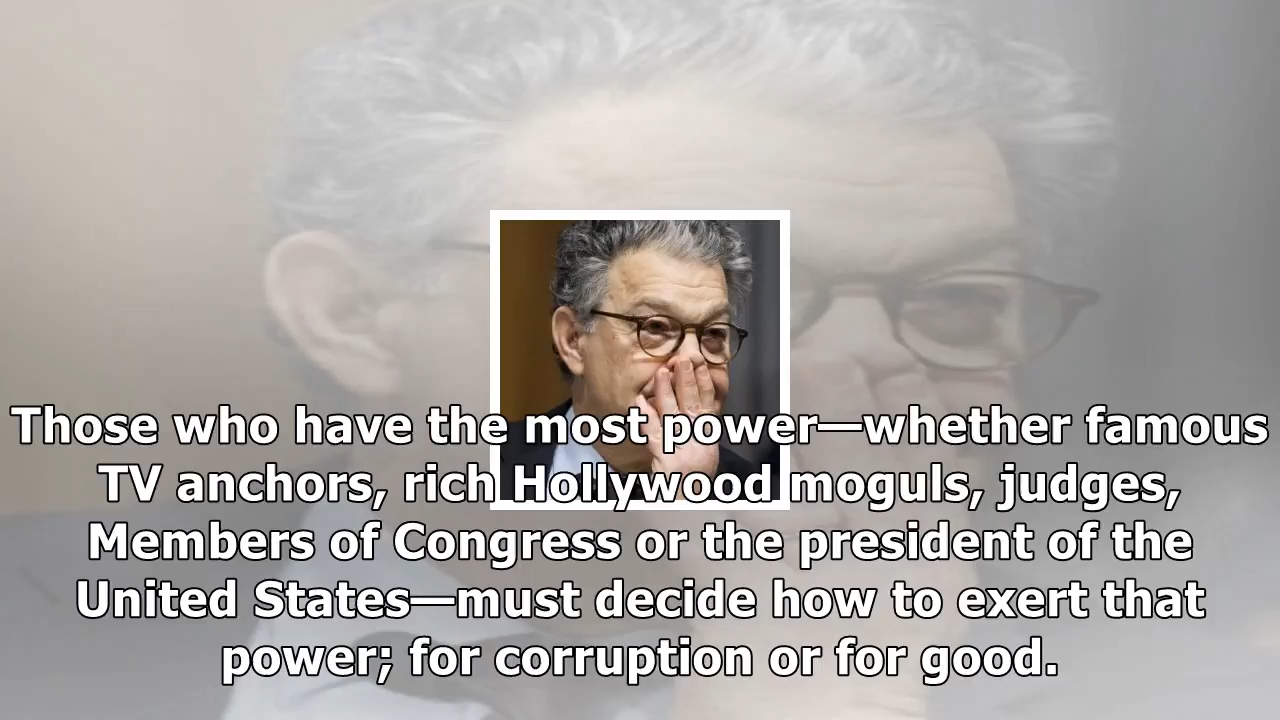 Those who have the most power—whether famous
TV anchors, rich Hollywood moguls, judges,
Members of Congress or the president of the
United States—must decide how to exert that
power; for corruption or for good.